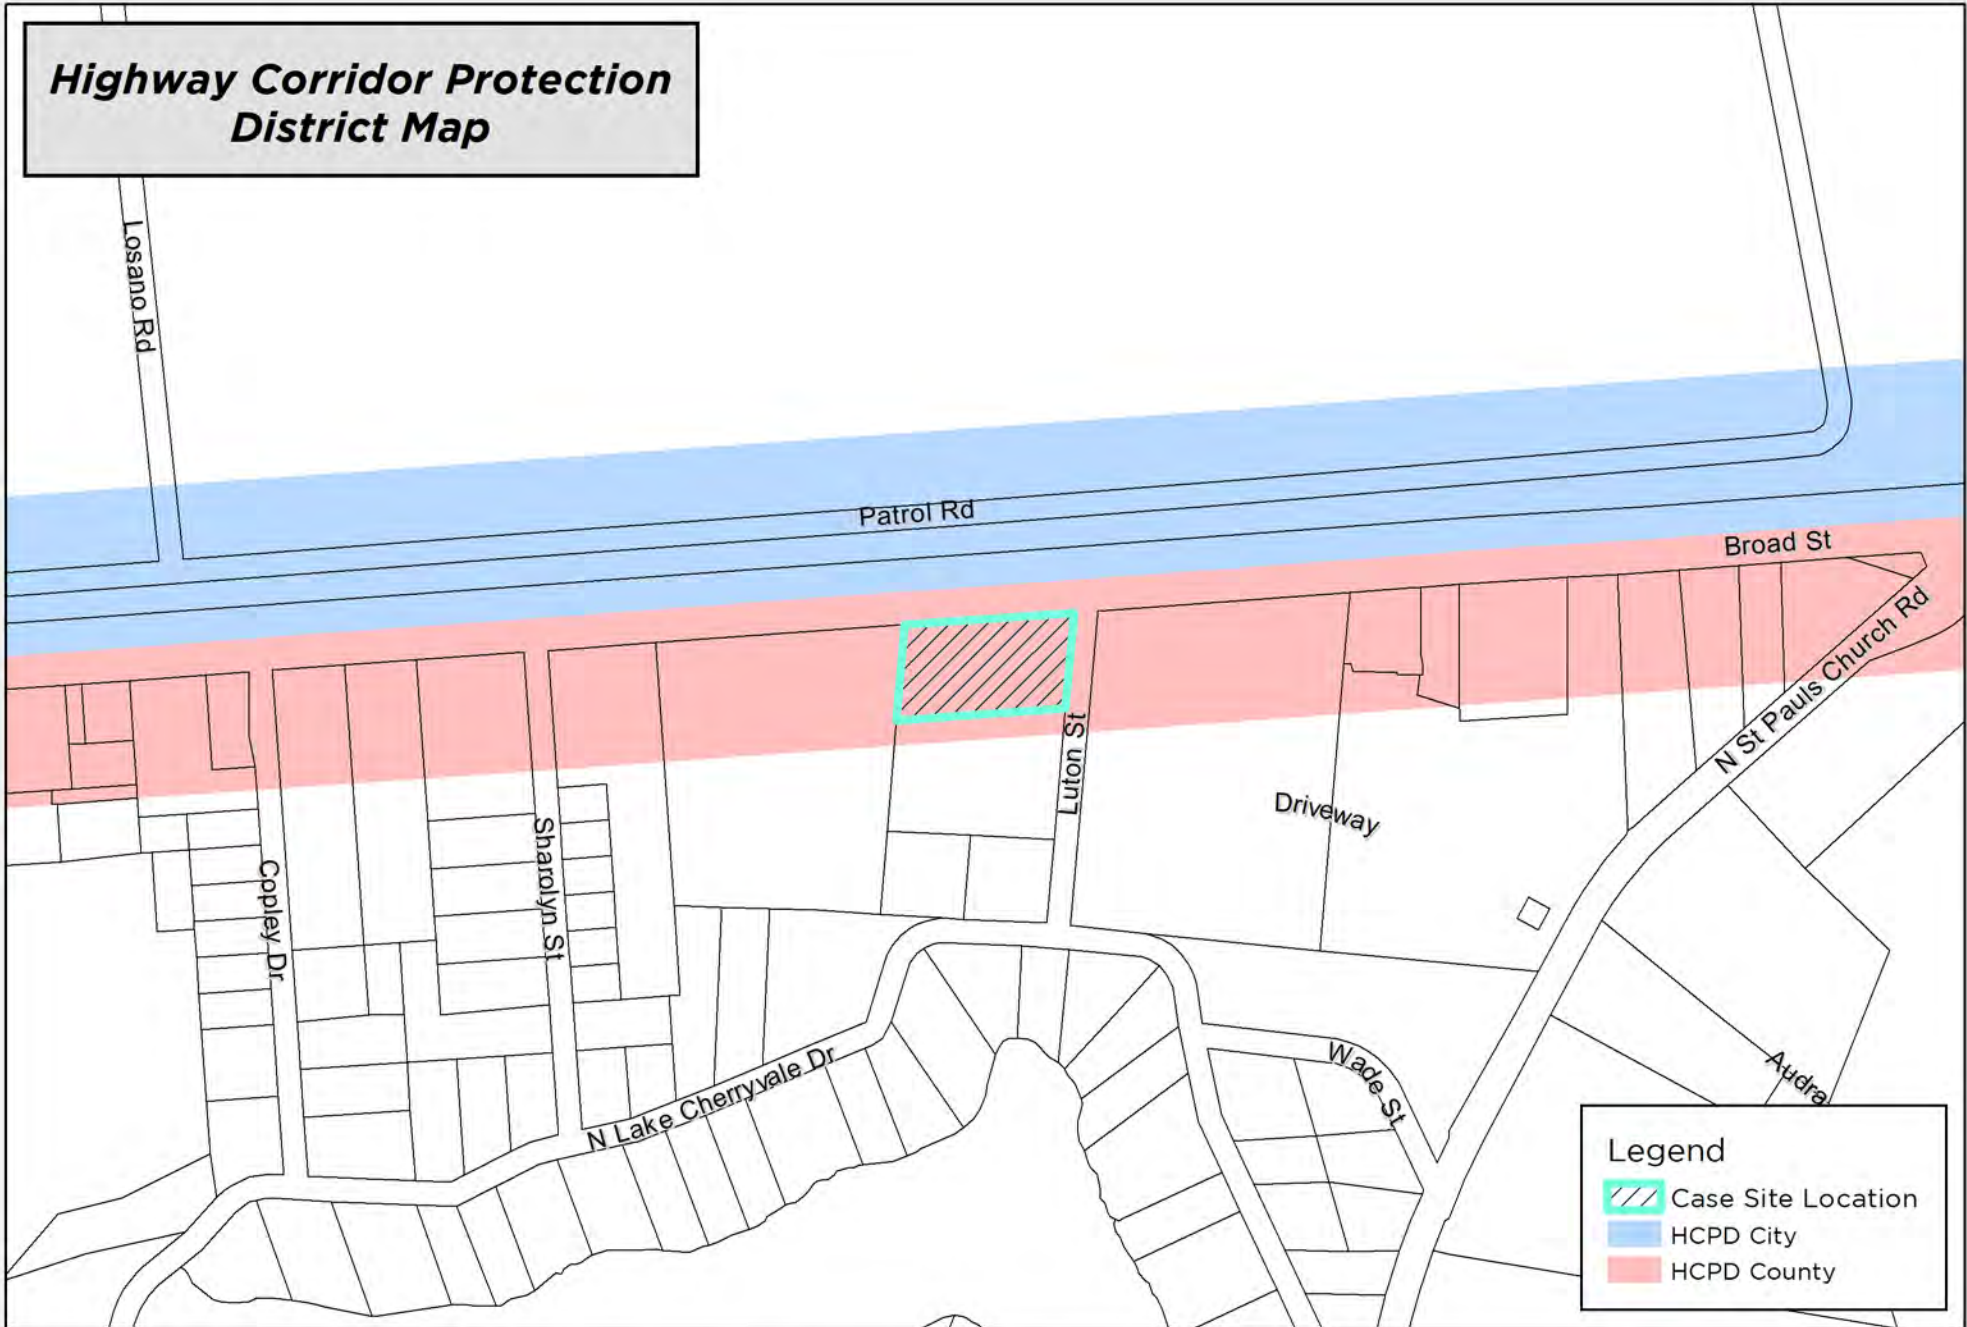 Highway Corridor Protection
District Map
Losano Rd
Patrol Rd
Broad St
N St Pauls Church Rd
Luton St
Driveway
Sharolyn St
Copley Dr
N Lake Cherryvale Dr
Wade St
Audra
Legend
Case Site Location
HCPD City
HCPD County